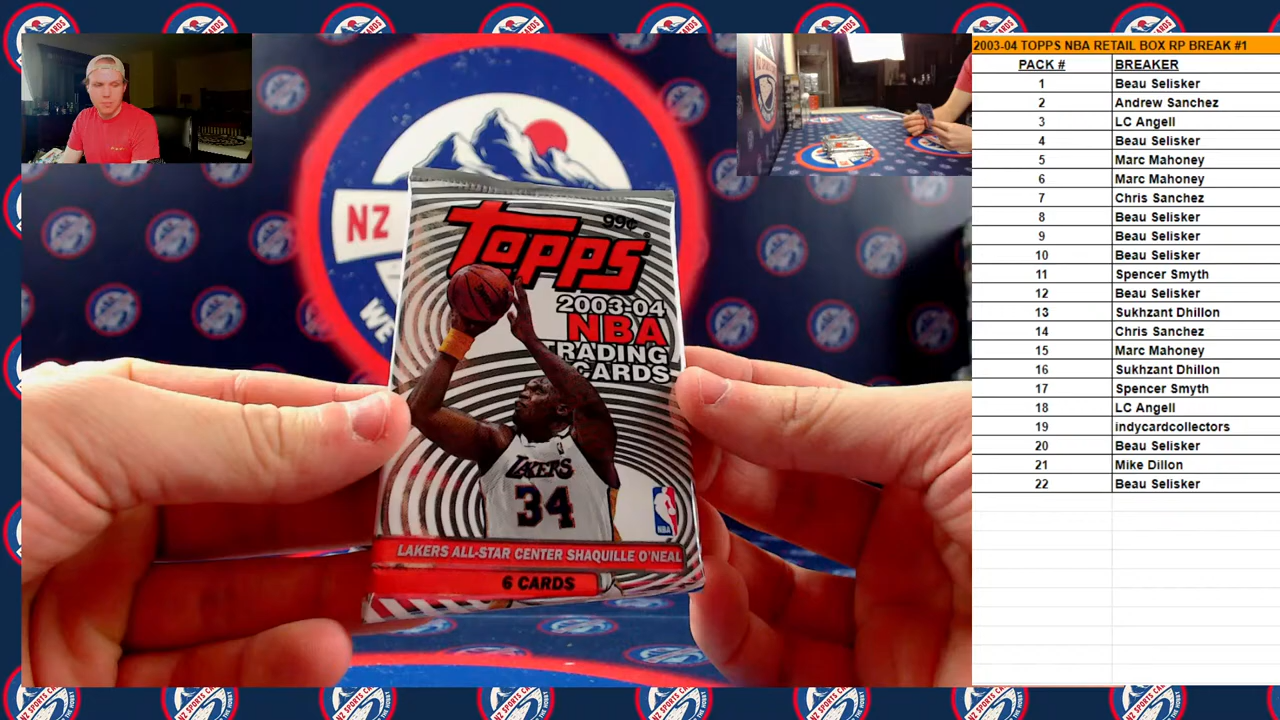 NZ
WE
TOPPS
99¢
2003-04
NBA
TRADING
CARDS
LAKERS
34
NBA
LAKERS ALL-STAR CENTER SHAQUILLE O'NEAL
6 CARDS
2003-04 TOPPS NBA RETAIL BOX RP BREAK #1
PACK # BREAKER
1 Beau Selisker
2 Andrew Sanchez
3 LC Angell
4 Beau Selisker
5 Marc Mahoney
6 Marc Mahoney
7 Chris Sanchez
8 Beau Selisker
9 Beau Selisker
10 Beau Selisker
11 Spencer Smyth
12 Beau Selisker
13 Sukhzant Dhillon
14 Chris Sanchez
15 Marc Mahoney
16 Sukhzant Dhillon
17 Spencer Smyth
18 LC Angell
19 indycardcollectors
20 Beau Selisker
21 Mike Dillon
22 Beau Selisker